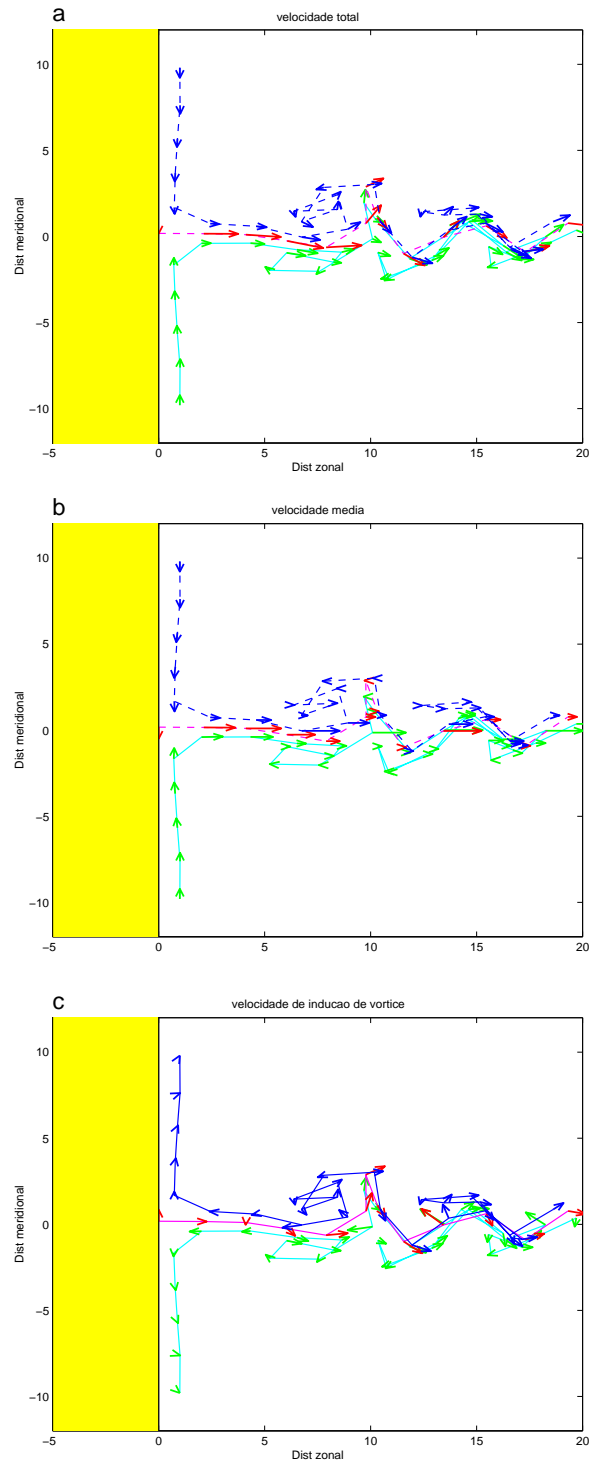 a
velocidade total
10
5
0
−5
−10
Dist meridional
−5 0 5 10 15 20
Dist zonal
b
velocidade media
10
5
0
−5
−10
Dist meridional
−5 0 5 10 15 20
c
velocidade de inducao de vortice
10
5
0
−5
−10
Dist meridional
−5 0 5 10 15 20
Dist zonal